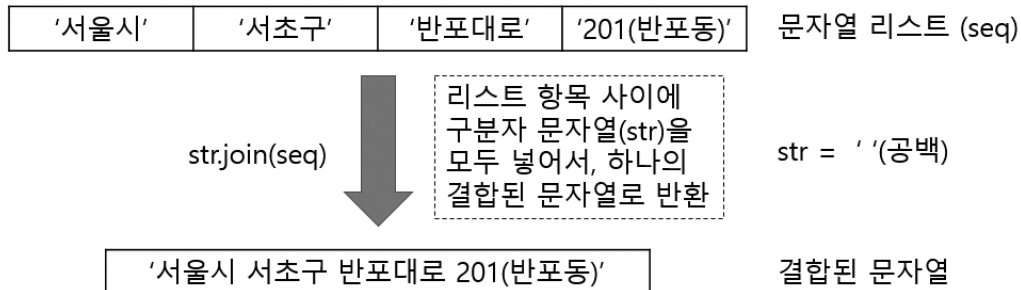 ‘서울시’ ‘서초구’ ‘반포대로’ ‘201(반포동)’ 문자열 리스트 (seq)
리스트 항목 사이에
구분자 문자열(str)을
모두 넣어서, 하나의
결합된 문자열로 반환
str.join(seq)
str = ‘ ‘(공백)
‘서울시 서초구 반포대로 201(반포동)’ 결합된 문자열